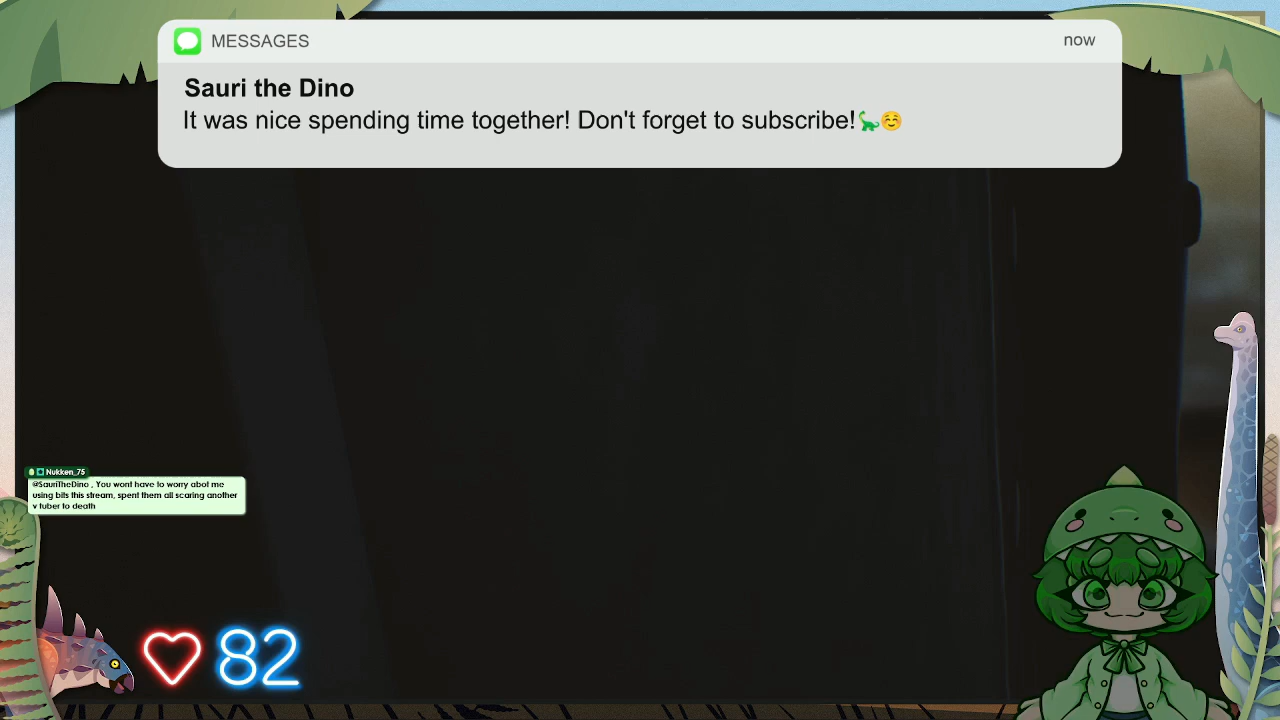 MESSAGES
now
Sauri the Dino
It was nice spending time together! Don't forget to subscribe!🦕☺️
Nukken_75
@SauriTheDino , You wont have to worry abot me
using bits this stream, spent them all scaring another
v tuber to death
82